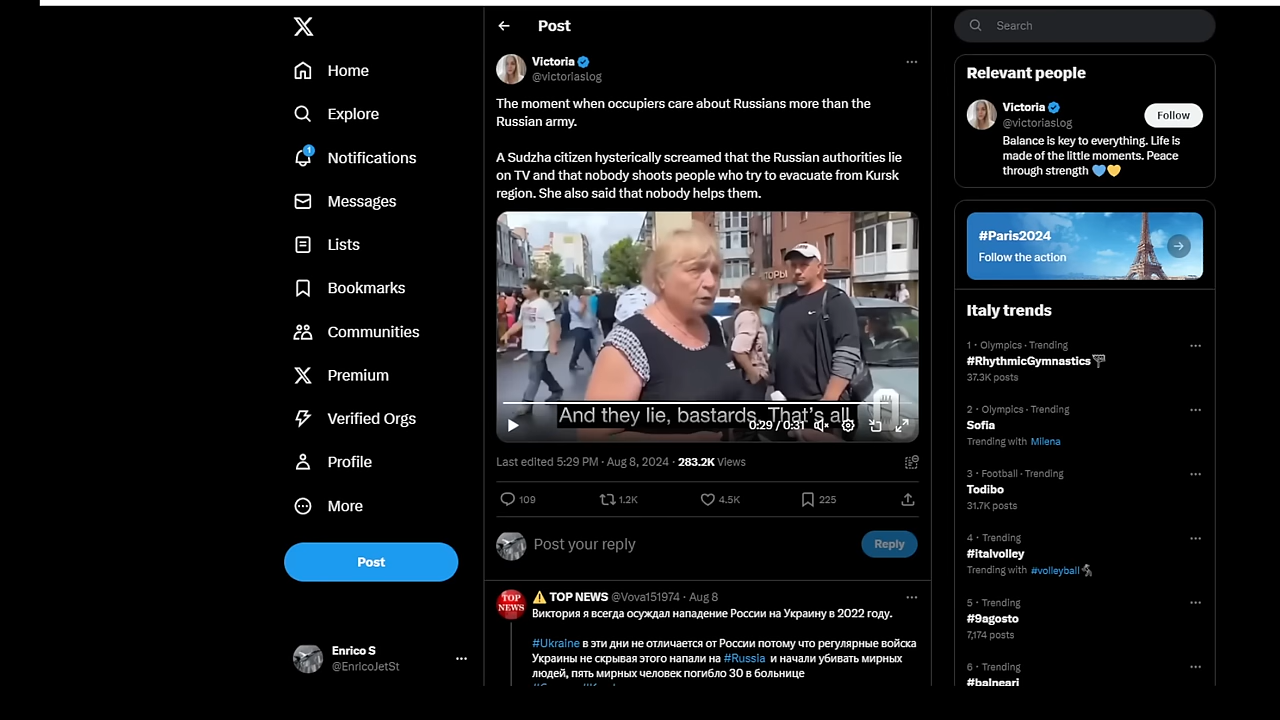 Home
Explore
1
Notifications
Messages
Lists
Bookmarks
Communities
Premium
Verified Orgs
Profile
More
Post
Enrico S
@EnricoJetSt
Post
Victoria
@victoriaslog
The moment when occupiers care about Russians more than the
Russian army.
A Sudzha citizen hysterically screamed that the Russian authorities lie
on TV and that nobody shoots people who try to evacuate from Kursk
region. She also said that nobody helps them.
And they lie, bastards. That's all
0:29 / 0:31
Last edited 5:29 PM · Aug 8, 2024 · 283.2K Views
109
1.2K
4.5K
225
Post your reply
Reply
TOP
NEWS
TOP NEWS @Vova151974 · Aug 8
Виктория я всегда осуждал нападение России на Украину в 2022 году.
#Ukraine в эти дни не отличается от России потому что регулярные войска
Украины не скрывая этого напали на #Russia и начали убивать мирных
людей, пять мирных человек погибло 30 в больнице
Search
Relevant people
Victoria
@victoriaslog
Follow
Balance is key to everything. Life is
made of the little moments. Peace
through strength
#Paris2024
Follow the action
Italy trends
1 · Olympics · Trending
#RhythmicGymnastics
37.3K posts
2 · Olympics · Trending
Sofia
Trending with Milena
3 · Football · Trending
Todibo
31.7K posts
4 · Trending
#italvolley
Trending with #volleyball
5 · Trending
#9agosto
7,174 posts
6 · Trending
#balneari